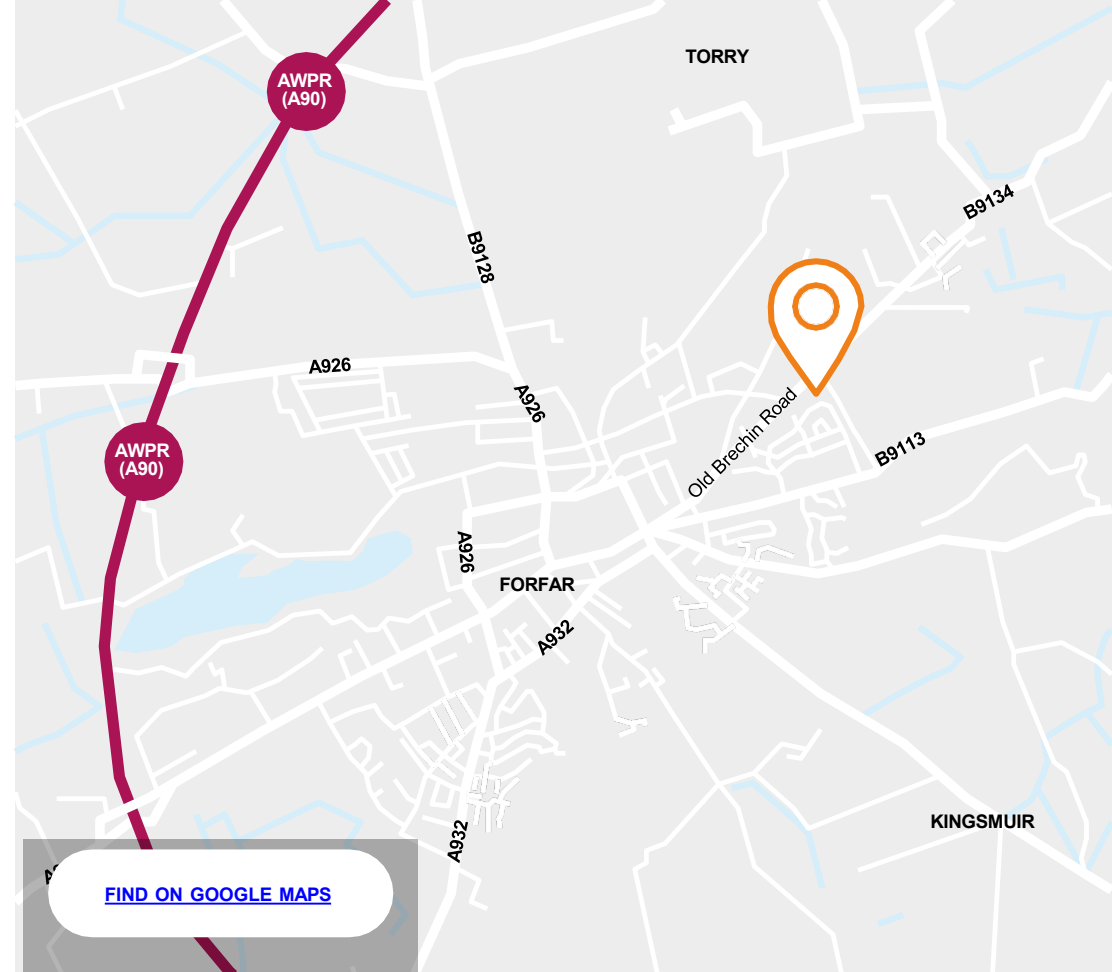 TORRY
AWPR
(A90)
B9134
B9128
A926
A926
Old Brechin Road
B9113
AWPR
(A90)
A926
FORFAR
A932
KINGSMUIR
A932
FIND ON GOOGLE MAPS